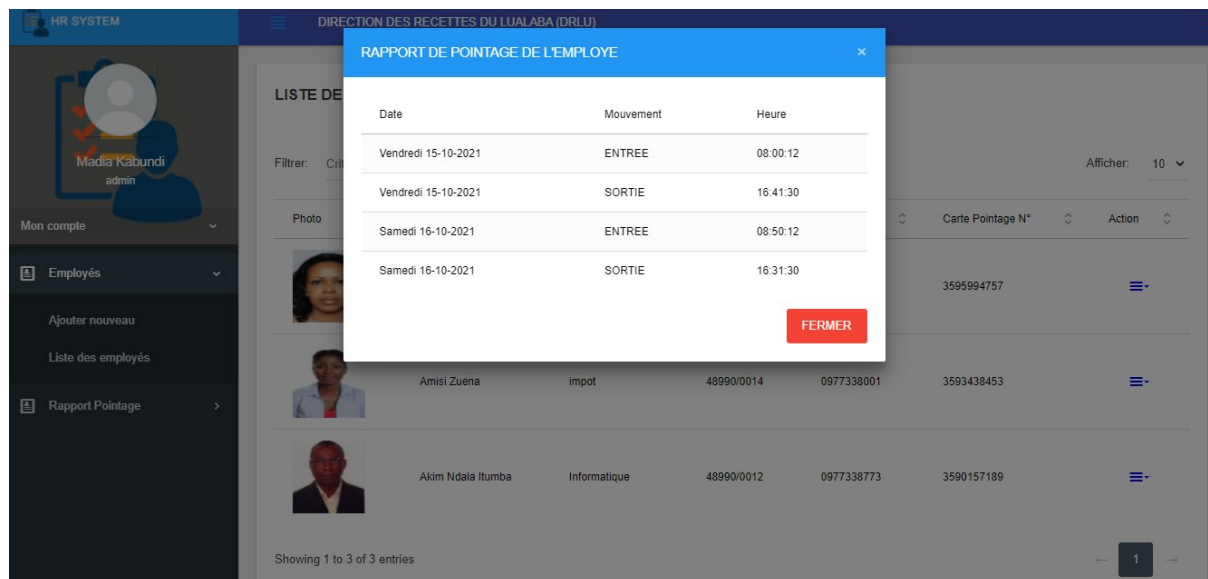 HR SYSTEM
DIRECTION DES RECETTES DU LUALABA (DRLU)
RAPPORT DE POINTAGE DE L'EMPLOYE ×
Date Mouvement Heure
Vendredi 15-10-2021 ENTREE 08:00:12
Vendredi 15-10-2021 SORTIE 16:41:30
Samedi 16-10-2021 ENTREE 08:50:12
Samedi 16-10-2021 SORTIE 16:31:30
FERMER
Madia Kabundi
admin
Mon compte
Employés
Ajouter nouveau
Liste des employés
Rapport Pointage
LISTE DE
Filtrer: Cri
Afficher: 10
Photo Carte Pointage N° Action
3595994757
Amisi Zuena impot 48990/0014 0977338001 3593438453
Akim Ndala Itumba Informatique 48990/0012 0977338773 3590157189
Showing 1 to 3 of 3 entries
← 1 →